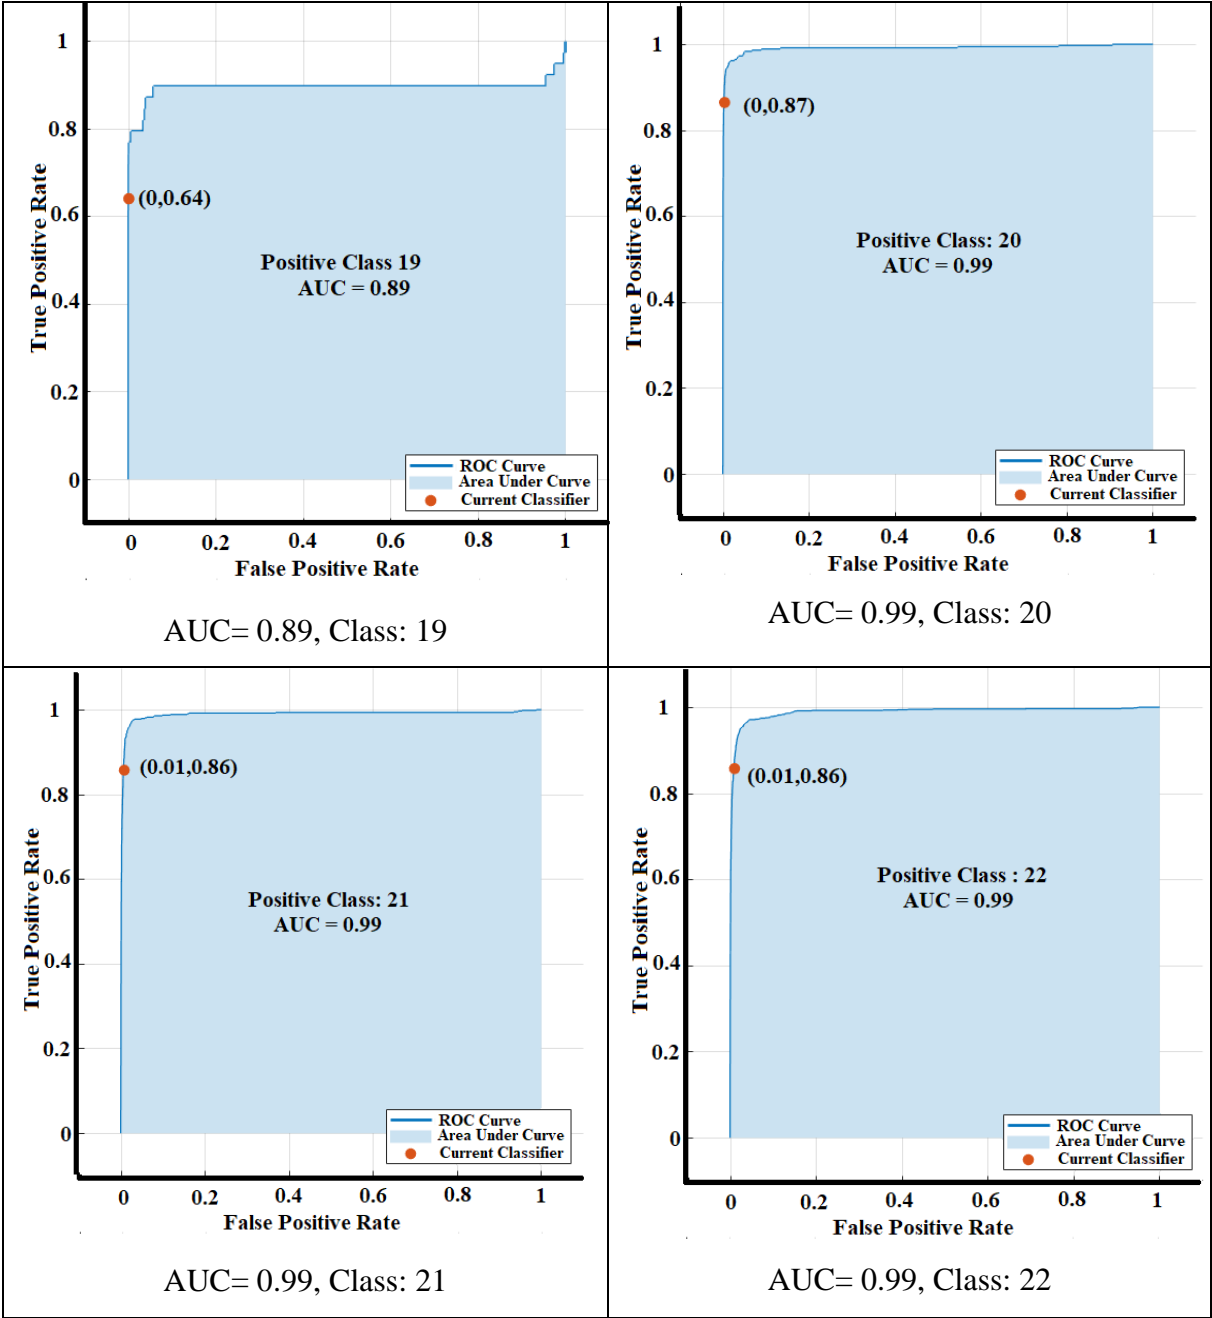 1
0.8
0.6
0.4
0.2
0
True Positive Rate
(0,0.64)
Positive Class 19
AUC = 0.89
ROC Curve
Area Under Curve
Current Classifier
0 0.2 0.4 0.6 0.8 1
False Positive Rate
AUC= 0.89, Class: 19
1
0.8
0.6
0.4
0.2
0
True Positive Rate
(0,0.87)
Positive Class: 20
AUC = 0.99
ROC Curve
Area Under Curve
Current Classifier
0 0.2 0.4 0.6 0.8 1
False Positive Rate
AUC= 0.99, Class: 20
1
0.8
0.6
0.4
0.2
0
True Positive Rate
(0.01,0.86)
Positive Class: 21
AUC = 0.99
ROC Curve
Area Under Curve
Current Classifier
0 0.2 0.4 0.6 0.8 1
False Positive Rate
AUC= 0.99, Class: 21
1
0.8
0.6
0.4
0.2
0
True Positive Rate
(0.01,0.86)
Positive Class : 22
AUC = 0.99
ROC Curve
Area Under Curve
Current Classifier
0 0.2 0.4 0.6 0.8 1
False Positive Rate
AUC= 0.99, Class: 22